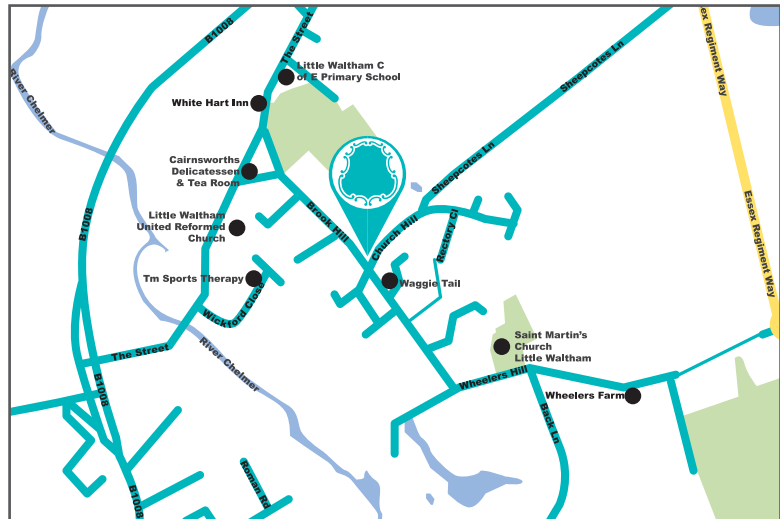 B1008
The Street
Essex Regiment Way
Little Waltham C
of E Primary School
Sheepcotes Ln
White Hart Inn
River Chelmer
Cairnsworths
Delicatessen
& Tea Room
Sheepcotes Ln
B1008
Little Waltham
United Reformed
Church
Brook Hill
Church Hill
Rectory Cl
Essex Regiment Way
Tm Sports Therapy
Waggie Tail
Wickford Close
The Street
River Chelmer
Saint Martin's
Church
Little Waltham
B1008
Wheelers Hill
Wheelers Farm
Back Ln
Roman Rd
B1008